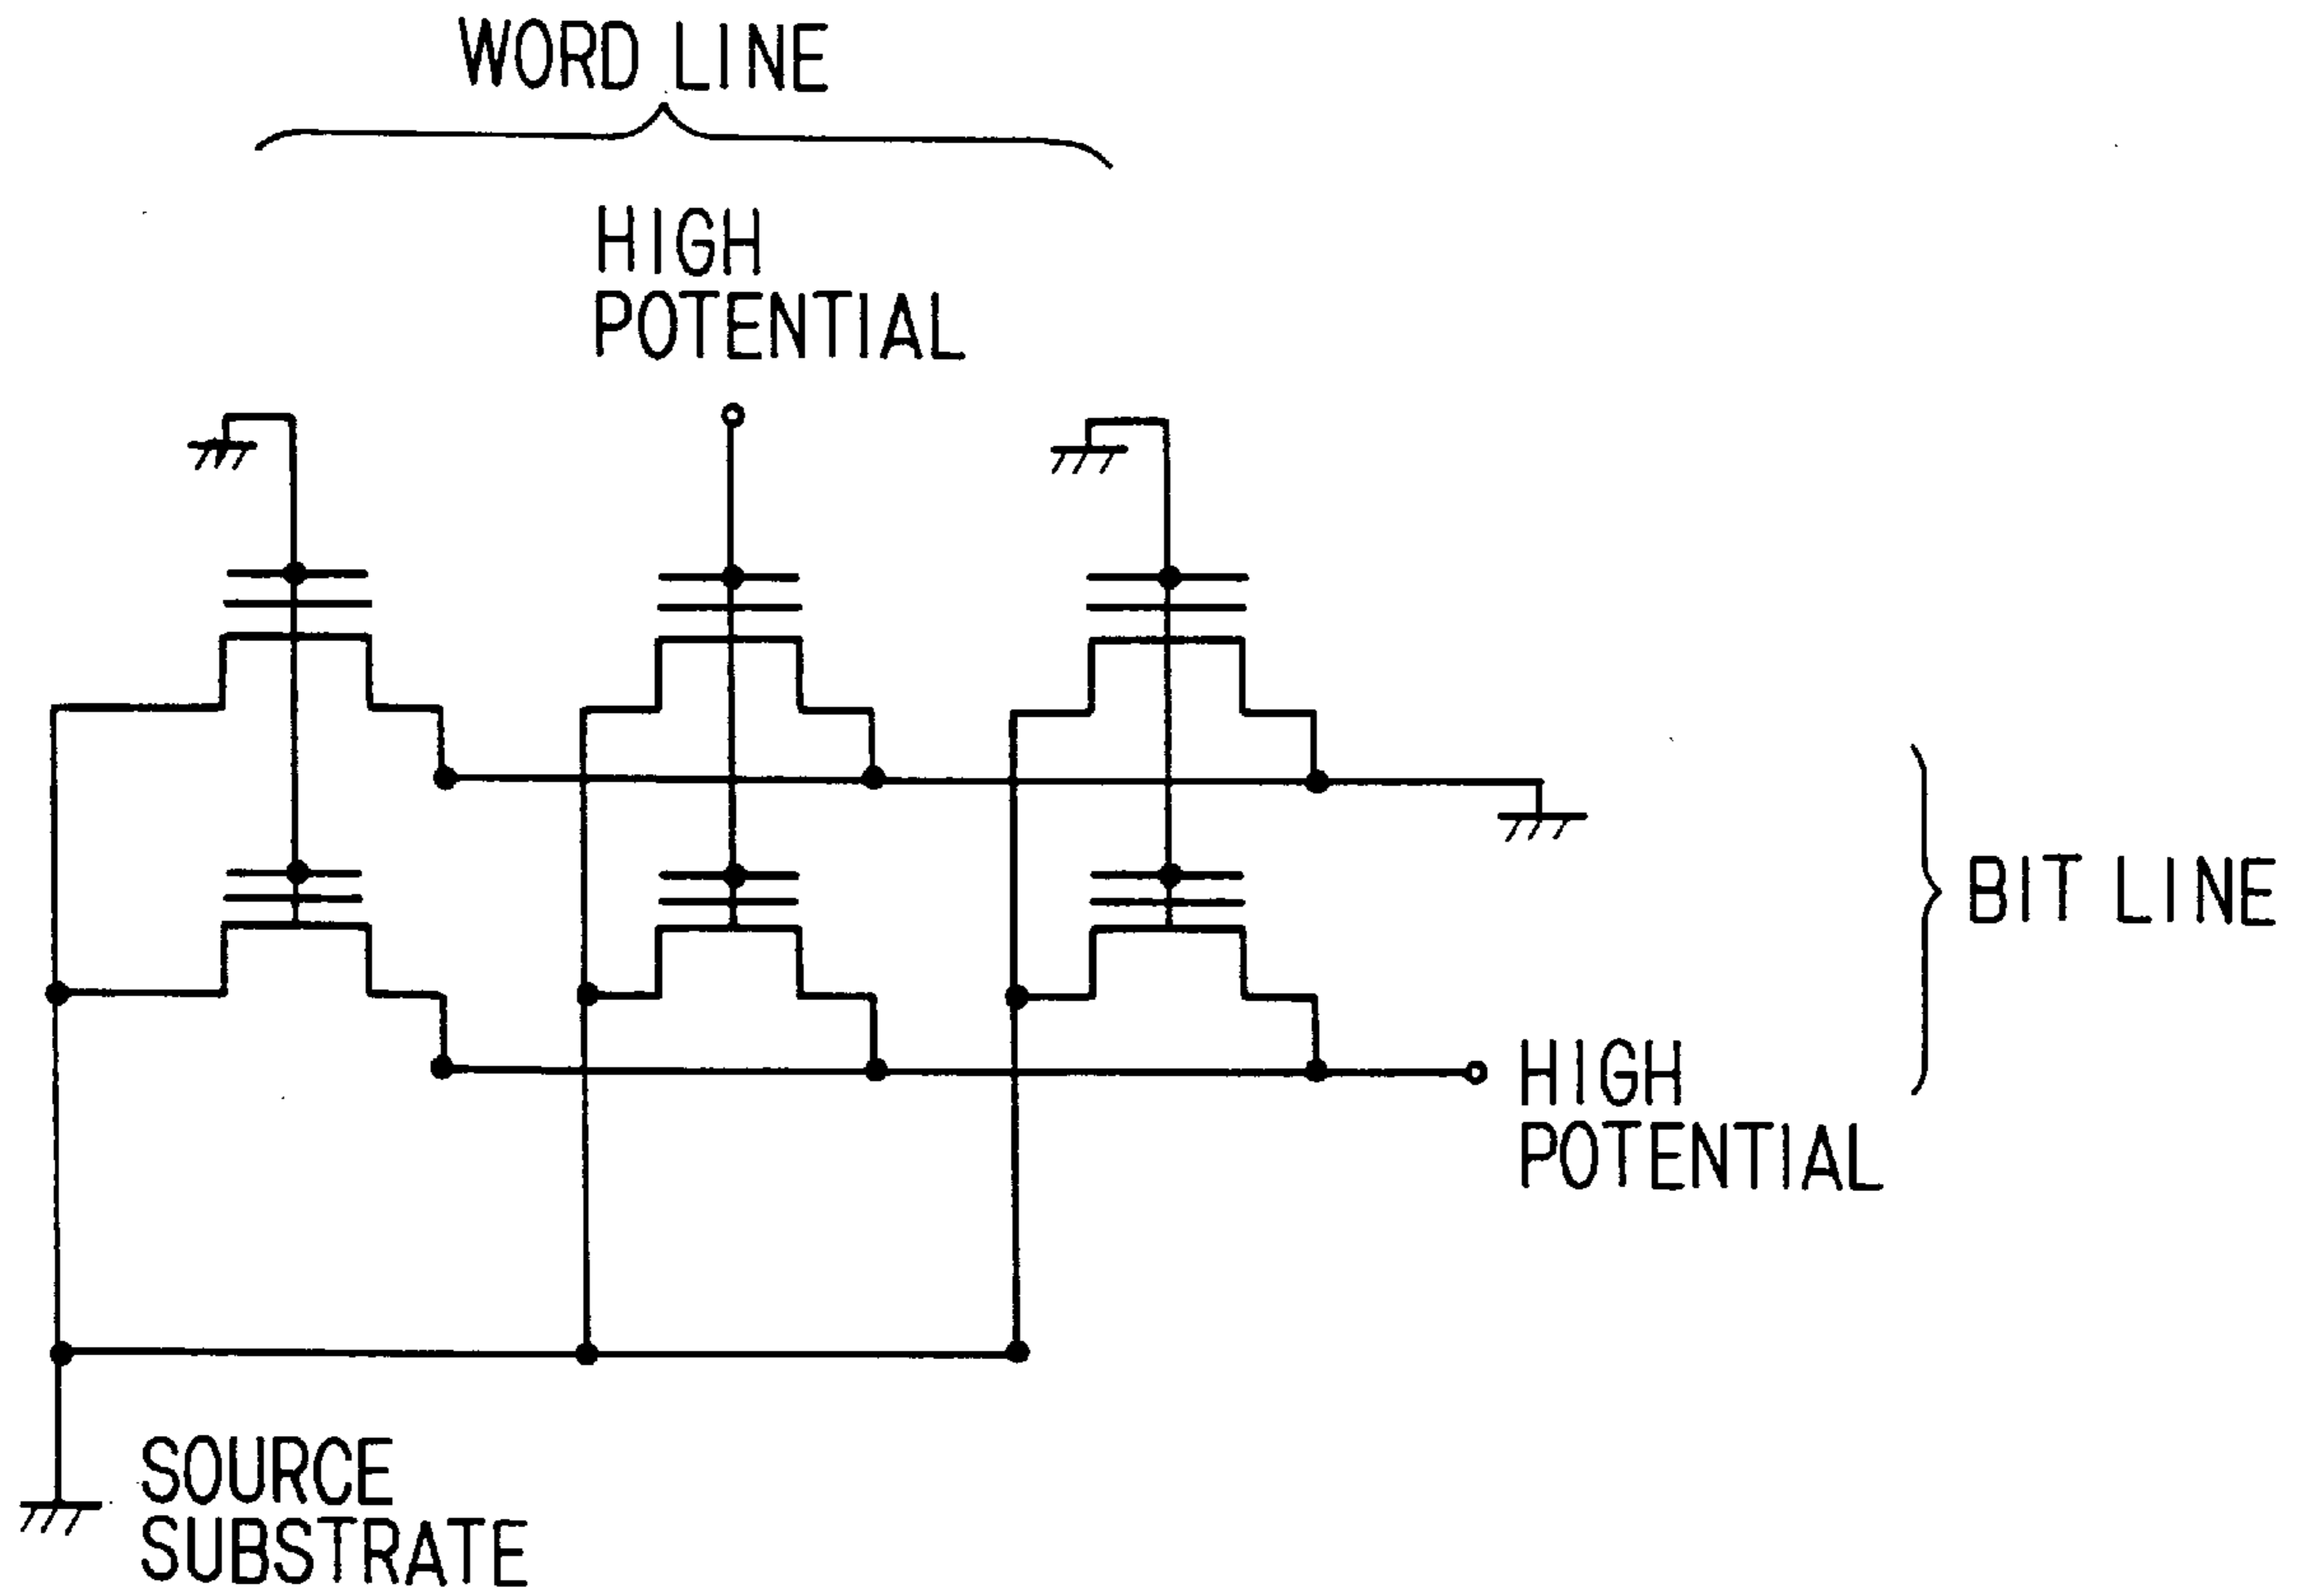 WORD LINE
HIGH
POTENTIAL
BIT LINE
HIGH
POTENTIAL
SOURCE
SUBSTRATE